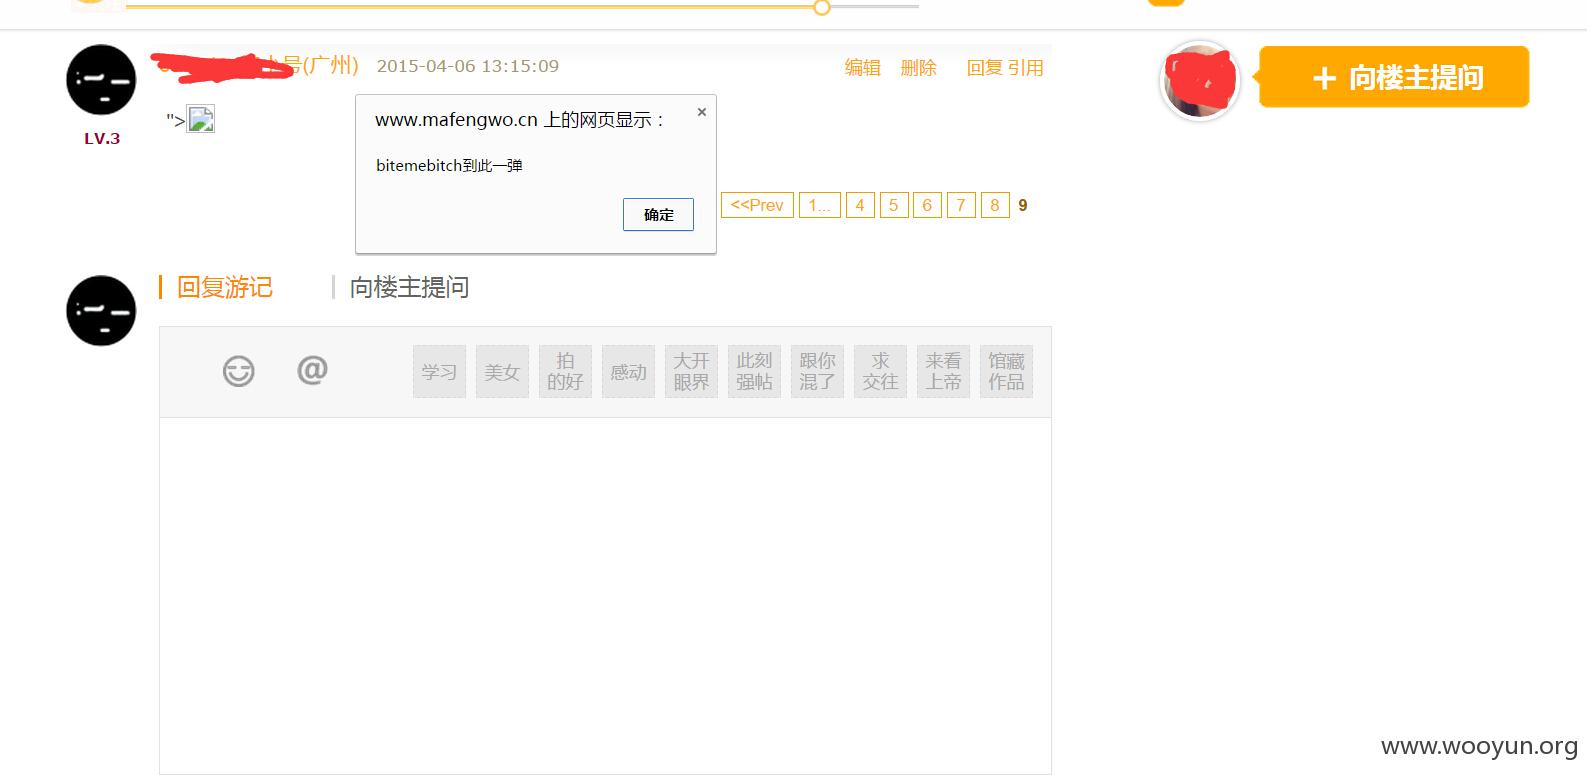 号(广州) 2015-04-06 13:15:09 编辑 删除 回复 引用
+ 向楼主提问
LV.3
">
www.mafengwo.cn 上的网页显示：
×
bitemebitch到此一弹
确定
<<Prev 1... 4 5 6 7 8 9
回复游记 向楼主提问
@
学习 美女 拍的好 感动 大开眼界 此刻强帖 跟你混了 求交往 来看上帝 馆藏作品
www.wooyun.org